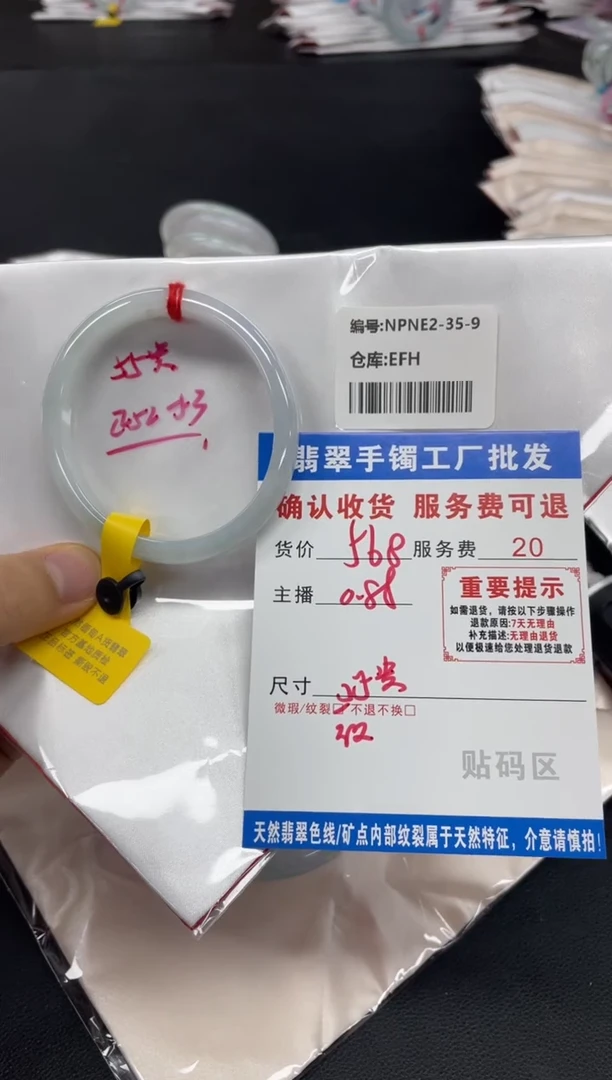 编号:NPNE2-35-9
仓库:EFH
翡翠手镯工厂批发
确认收货 服务费可退
货价 568 服务费 20
主播 0.88
重要提示
如需退货，请按以下步骤操作
退款原因:7天无理由
补充描述:无理由退货
以便极速给您处理退货退款
尺寸
微瑕/纹裂□ 不退不换□
贴码区
天然翡翠色线/矿点内部纹裂属于天然特征，介意请慎拍!